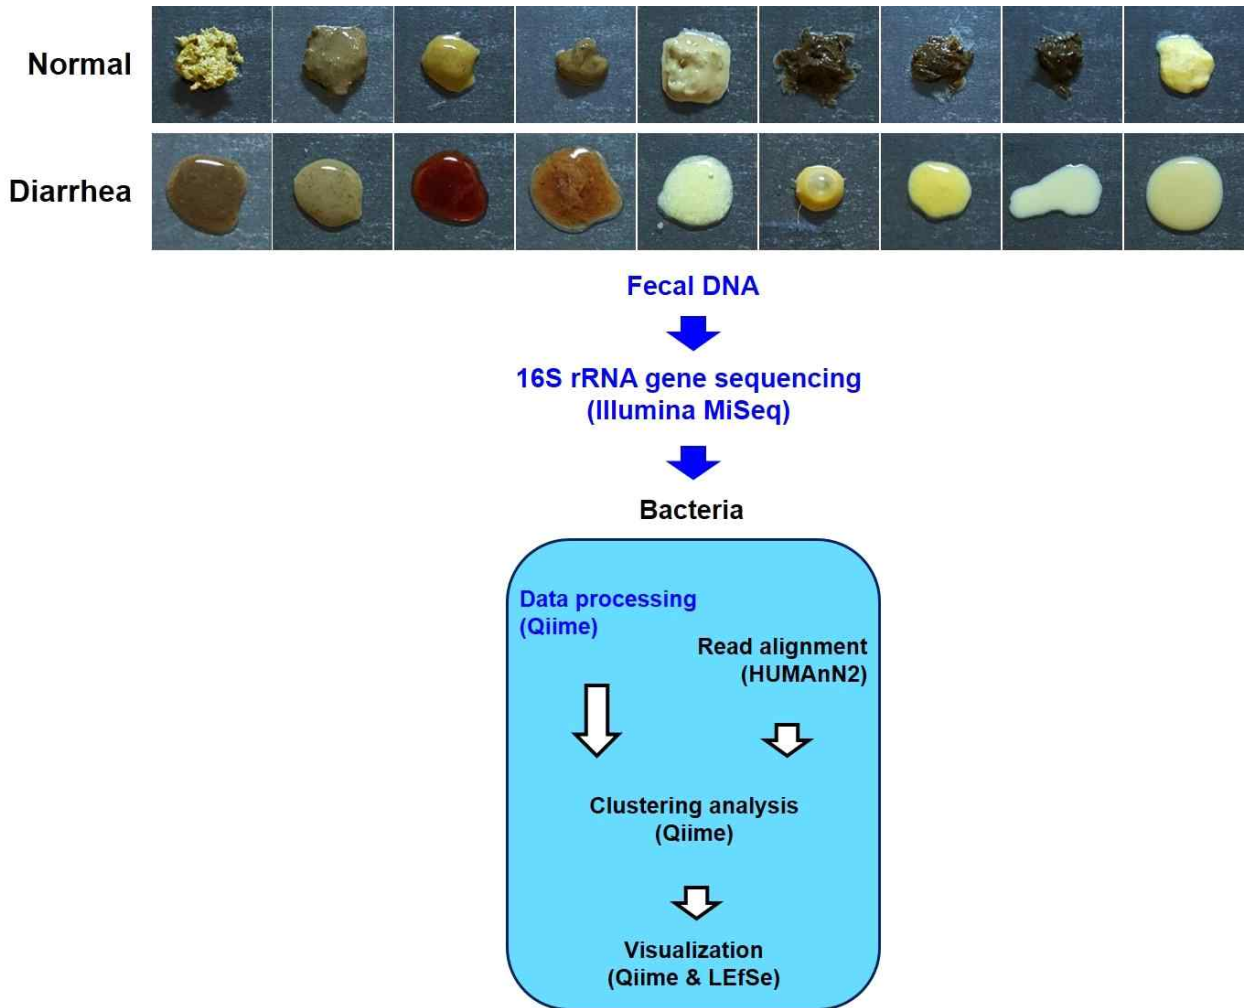 Normal
Diarrhea
Fecal DNA
16S rRNA gene sequencing
(Illumina MiSeq)
Bacteria
Data processing
(Qiime)
Read alignment
(HUMAnN2)
Clustering analysis
(Qiime)
Visualization
(Qiime & LEfSe)